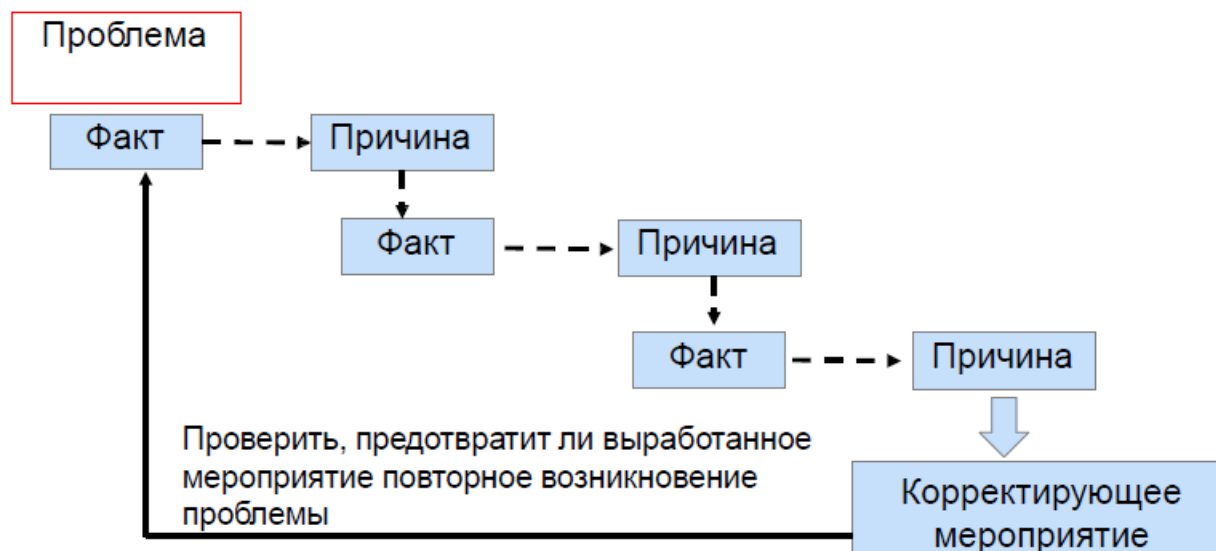 Проблема
Факт
Причина
Факт
Причина
Факт
Причина
Проверить, предотвратит ли выработанное
мероприятие повторное возникновение
проблемы
Корректирующее
мероприятие